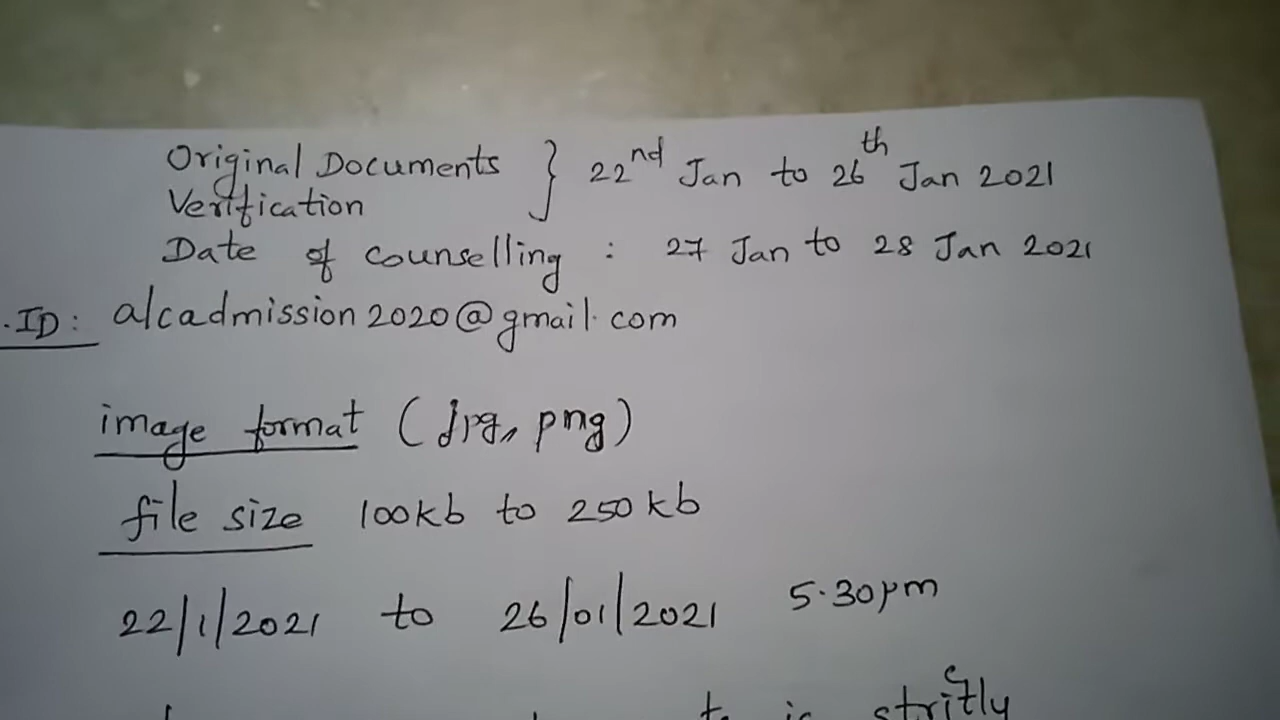 Original Documents } 22nd Jan to 26th Jan 2021
Verification
Date of counselling : 27 Jan to 28 Jan 2021
.ID: alcadmission2020@gmail.com
image format (jpg, png)
file size 100kb to 250kb
22/1/2021 to 26/01/2021 5.30pm
is strictly